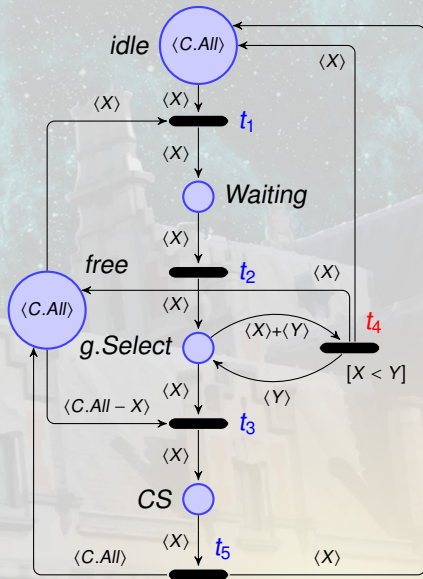 idle
⟨C.All⟩
⟨X⟩
⟨X⟩
⟨X⟩
t1
⟨X⟩
Waiting
⟨X⟩
free
t2
⟨X⟩
⟨C.All⟩
⟨X⟩
⟨X⟩+⟨Y⟩
t4
g.Select
[X < Y]
⟨Y⟩
⟨X⟩
⟨C.All − X⟩
t3
⟨X⟩
CS
⟨X⟩
t5
⟨C.All⟩
⟨X⟩